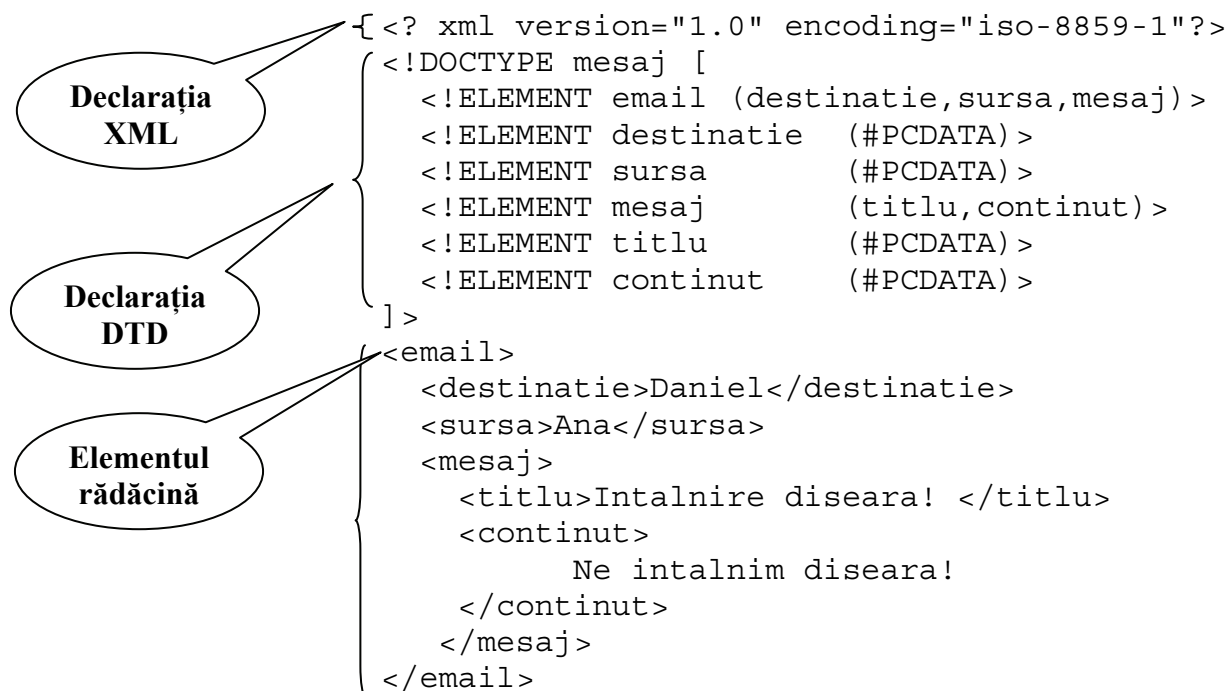 <? xml version="1.0" encoding="iso-8859-1"?>
<!DOCTYPE mesaj [
<!ELEMENT email (destinatie,sursa,mesaj)>
<!ELEMENT destinatie (#PCDATA)>
<!ELEMENT sursa (#PCDATA)>
<!ELEMENT mesaj (titlu,continut)>
<!ELEMENT titlu (#PCDATA)>
<!ELEMENT continut (#PCDATA)>
]>
<email>
<destinatie>Daniel</destinatie>
<sursa>Ana</sursa>
<mesaj>
<titlu>Intalnire diseara! </titlu>
<continut>
Ne intalnim diseara!
</continut>
</mesaj>
</email>
Declarația
XML
Declarația
DTD
Elementul
rădăcină